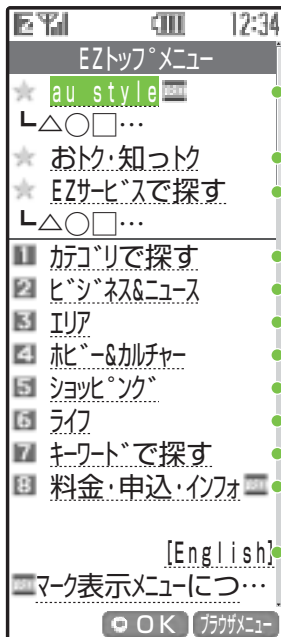 12:34
EZトップメニュー
★ au style
┗△○□…
★ おトク・知っトク
★ EZサービスで探す
┗△○□…
1 カテゴリで探す
2 ビジネス&ニュース
3 エリア
4 ホビー&カルチャー
5 ショッピング
6 ライフ
7 キーワードで探す
8 料金・申込・インフォ
[English]
マーク表示メニューにつ…
OK ブラウザメニュー